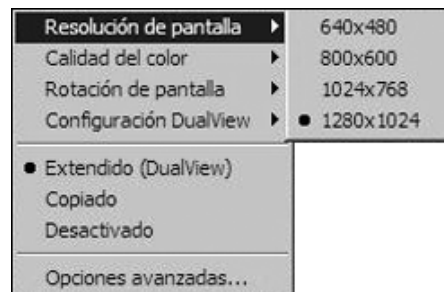 Resolución de pantalla
Calidad del color
Rotación de pantalla
Configuración DualView
Extendido (DualView)
Copiado
Desactivado
Opciones avanzadas...
640x480
800x600
1024x768
1280x1024